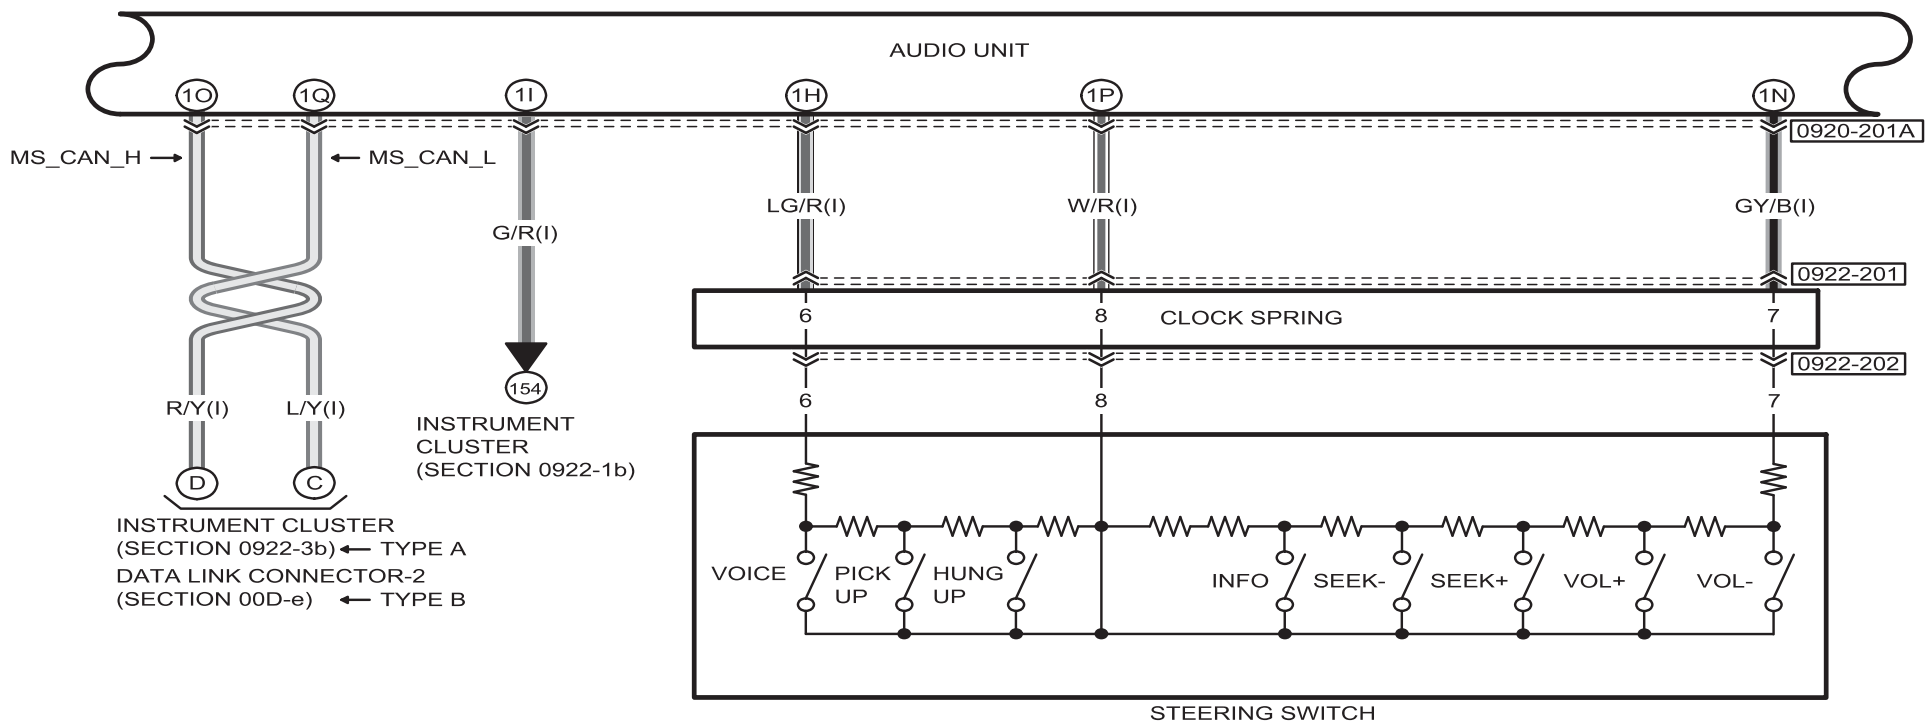 AUDIO UNIT
1O 1Q 1I 1H 1P 1N
0920-201A
MS_CAN_H MS_CAN_L
LG/R(I) W/R(I) GY/B(I)
G/R(I)
0922-201
6 8 CLOCK SPRING 7
0922-202
154
6 8 7
R/Y(I) L/Y(I)
INSTRUMENT
CLUSTER
(SECTION 0922-1b)
D C
INSTRUMENT CLUSTER
(SECTION 0922-3b) TYPE A
DATA LINK CONNECTOR-2
(SECTION 00D-e) TYPE B
VOICE
PICK
UP
HUNG
UP
INFO
SEEK-
SEEK+
VOL+
VOL-
STEERING SWITCH